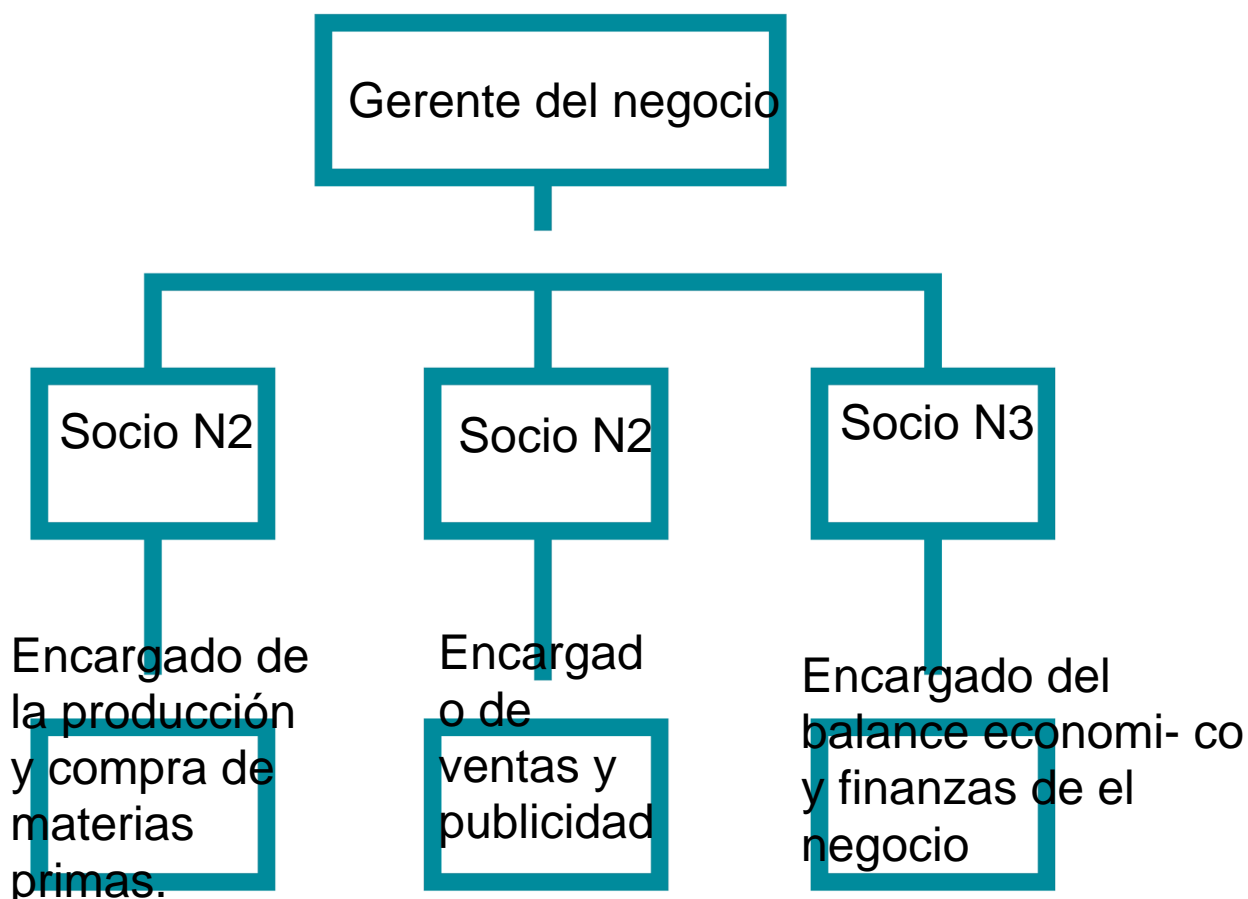 Gerente del negocio
Socio N2
Socio N2
Socio N3
Encargado de
la producción
y compra de
materias
primas.
Encargad
o de
ventas y
publicidad
Encargado del
balance economi- co
y finanzas de el
negocio